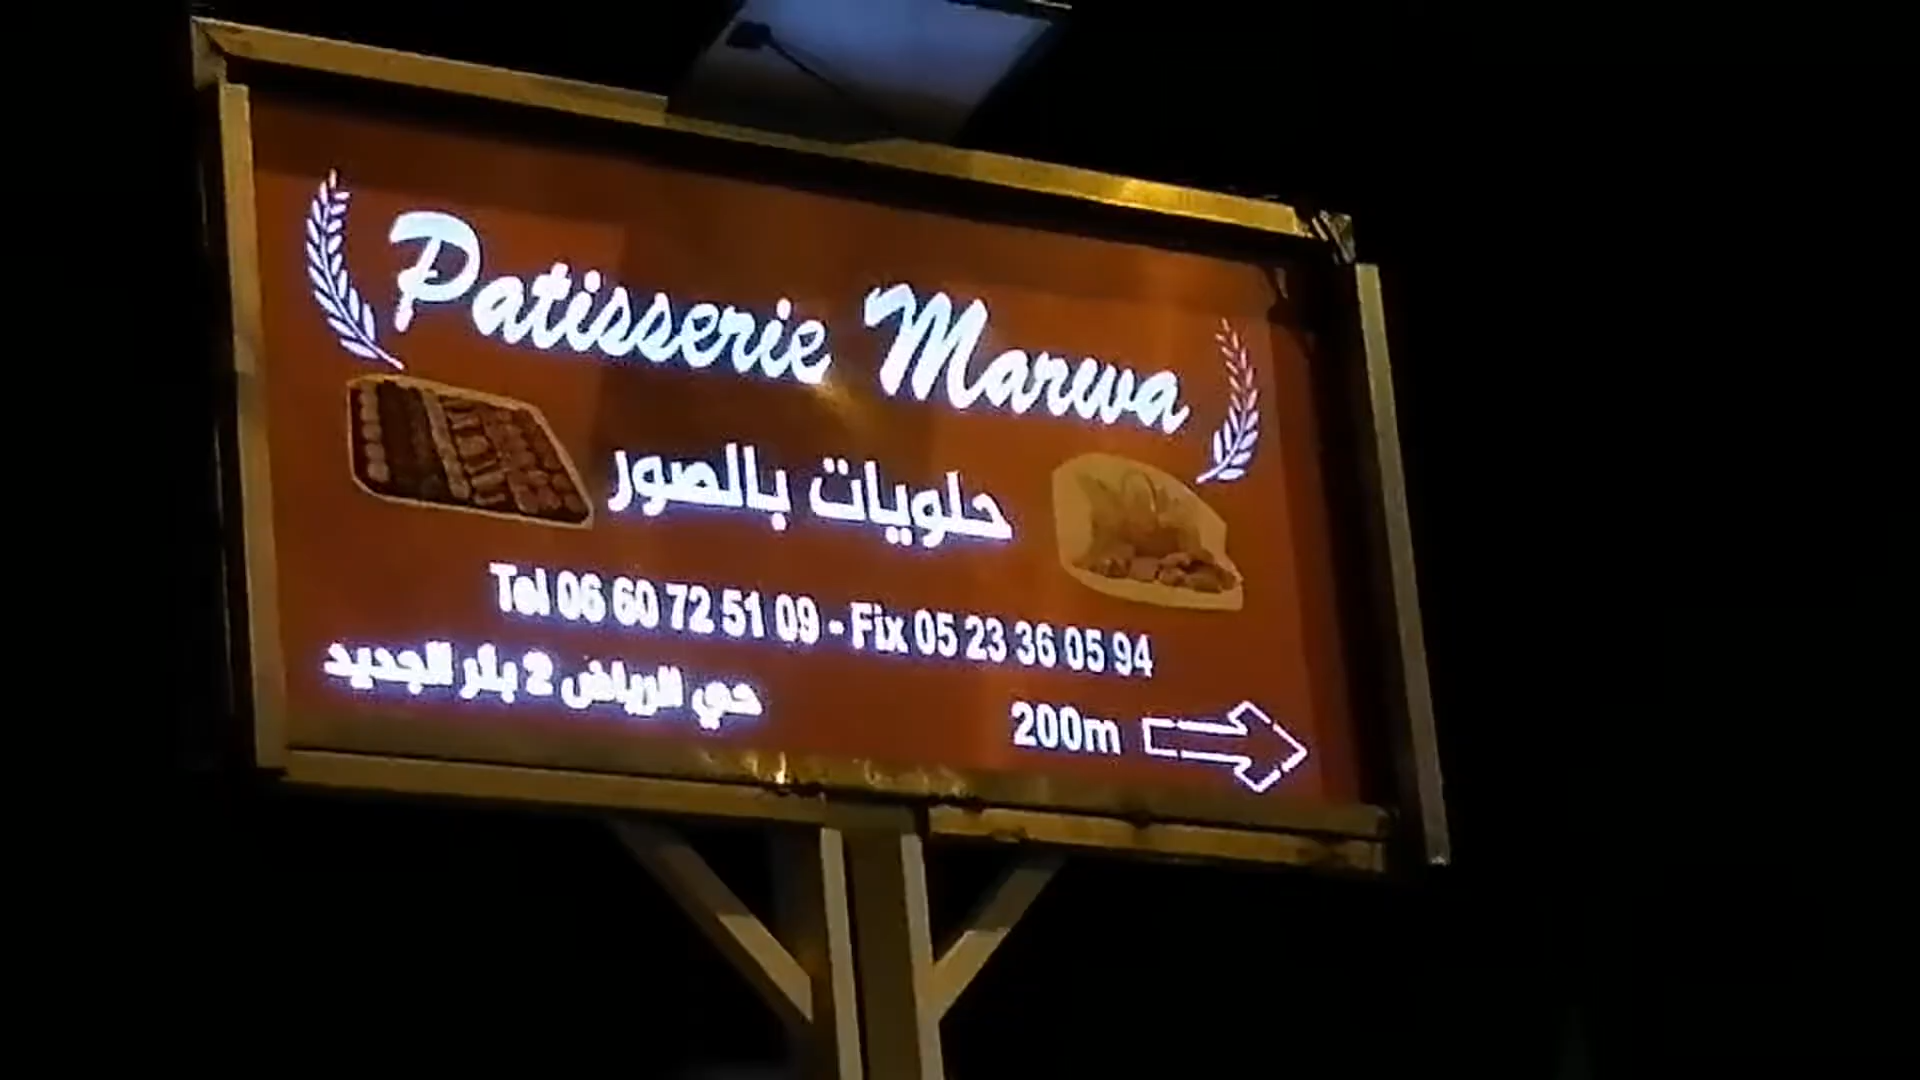 Patisserie Marwa
حلويات بالصور
Tel 06 60 72 51 09 - Fix 05 23 36 05 94
حي الرياض 2 بئر الجديد
200m